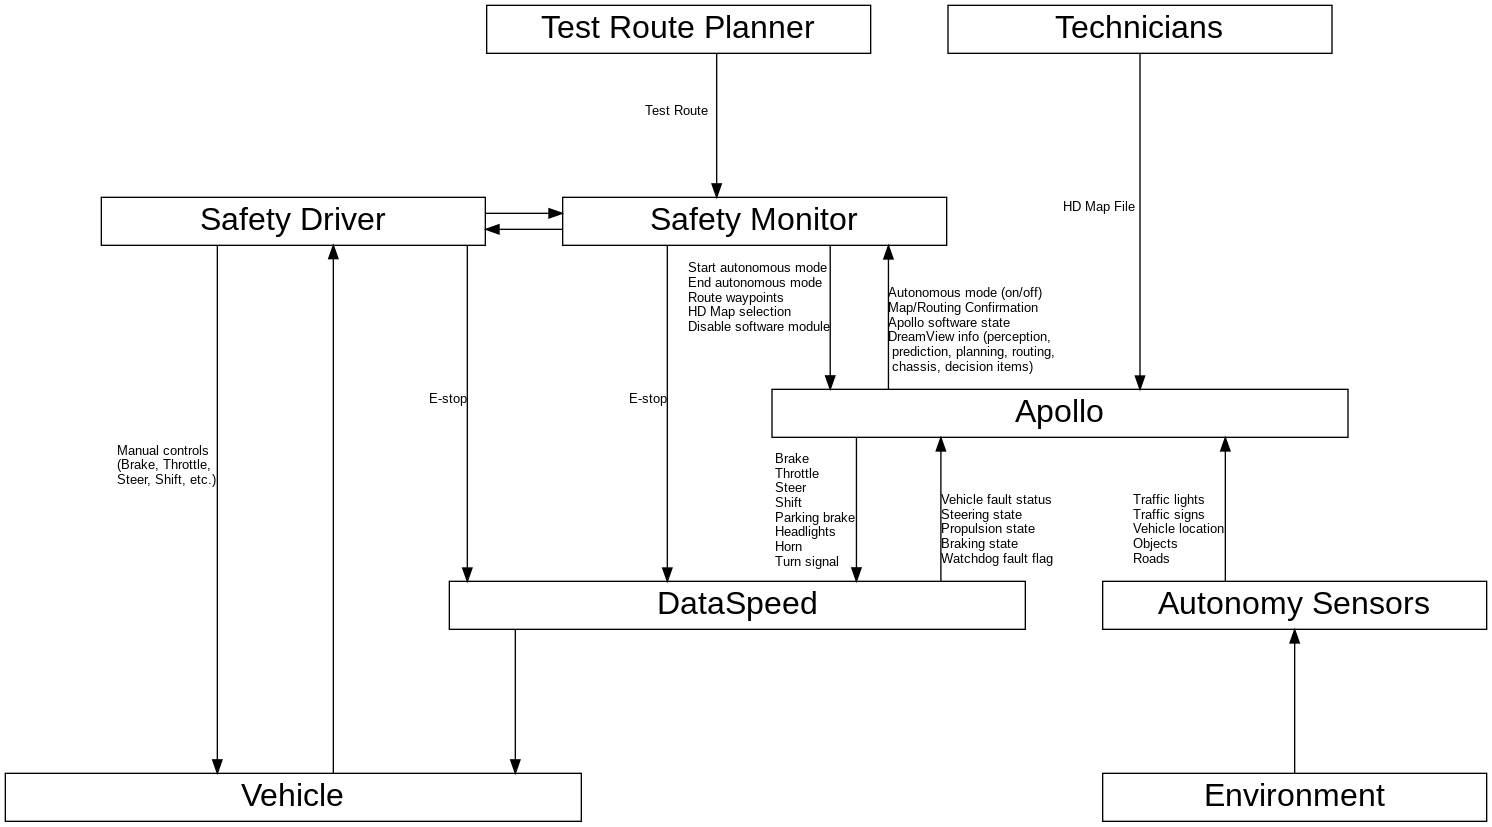 Test Route Planner
Technicians
Test Route
HD Map File
Safety Driver
Safety Monitor
Start autonomous mode
End autonomous mode
Route waypoints
HD Map selection
Disable software module
Autonomous mode (on/off)
Map/Routing Confirmation
Apollo software state
DreamView info (perception,
prediction, planning, routing,
chassis, decision items)
E-stop
E-stop
Apollo
Manual controls
(Brake, Throttle,
Steer, Shift, etc.)
Brake
Throttle
Steer
Shift
Parking brake
Headlights
Horn
Turn signal
Vehicle fault status
Steering state
Propulsion state
Braking state
Watchdog fault flag
Traffic lights
Traffic signs
Vehicle location
Objects
Roads
DataSpeed
Autonomy Sensors
Vehicle
Environment